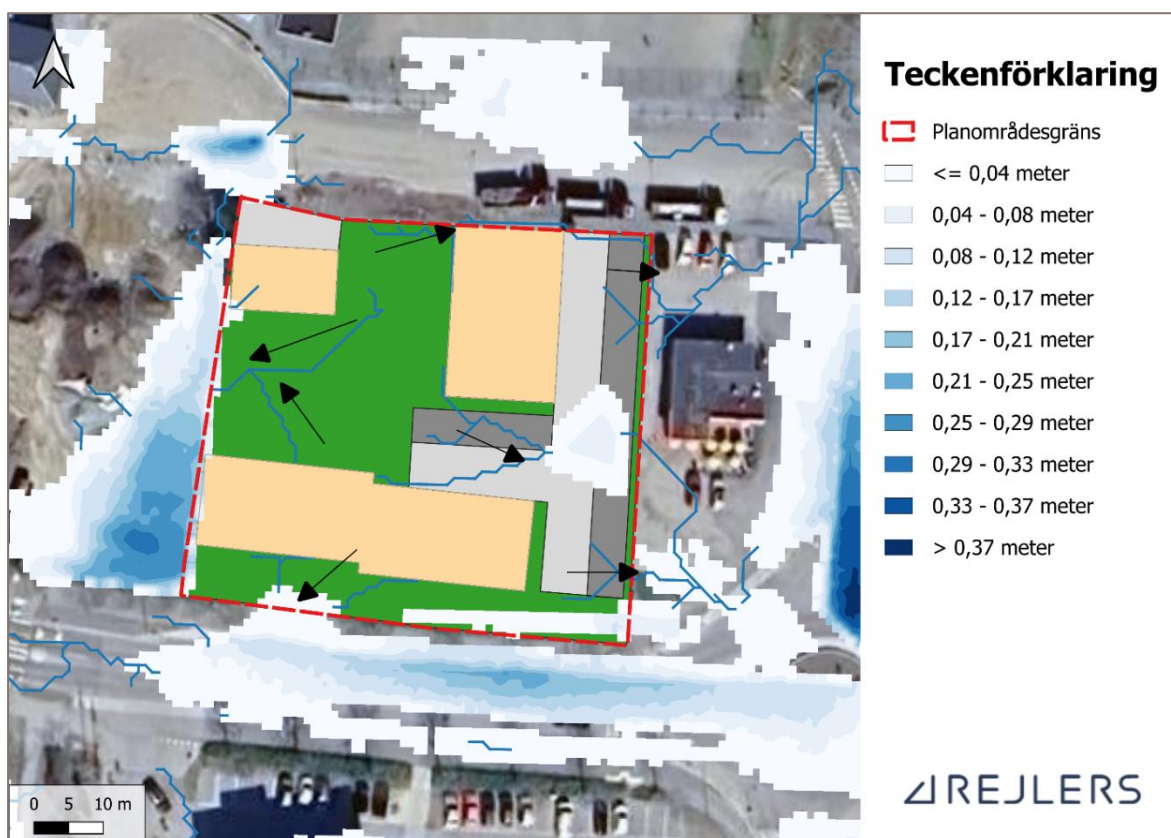 Teckenförklaring
Planområdesgräns
<= 0,04 meter
0,04 - 0,08 meter
0,08 - 0,12 meter
0,12 - 0,17 meter
0,17 - 0,21 meter
0,21 - 0,25 meter
0,25 - 0,29 meter
0,29 - 0,33 meter
0,33 - 0,37 meter
> 0,37 meter
0 5 10 m
REJLERS